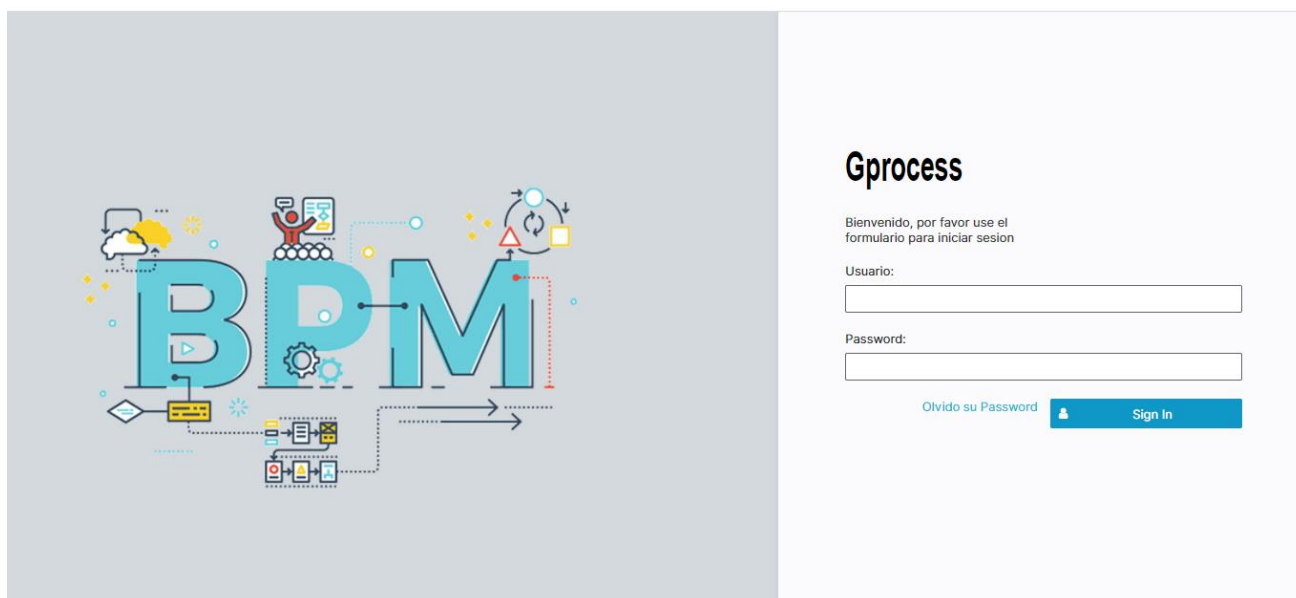 BPM
Gprocess
Bienvenido, por favor use el
formulario para iniciar sesion
Usuario:
Password:
Olvido su Password
Sign In